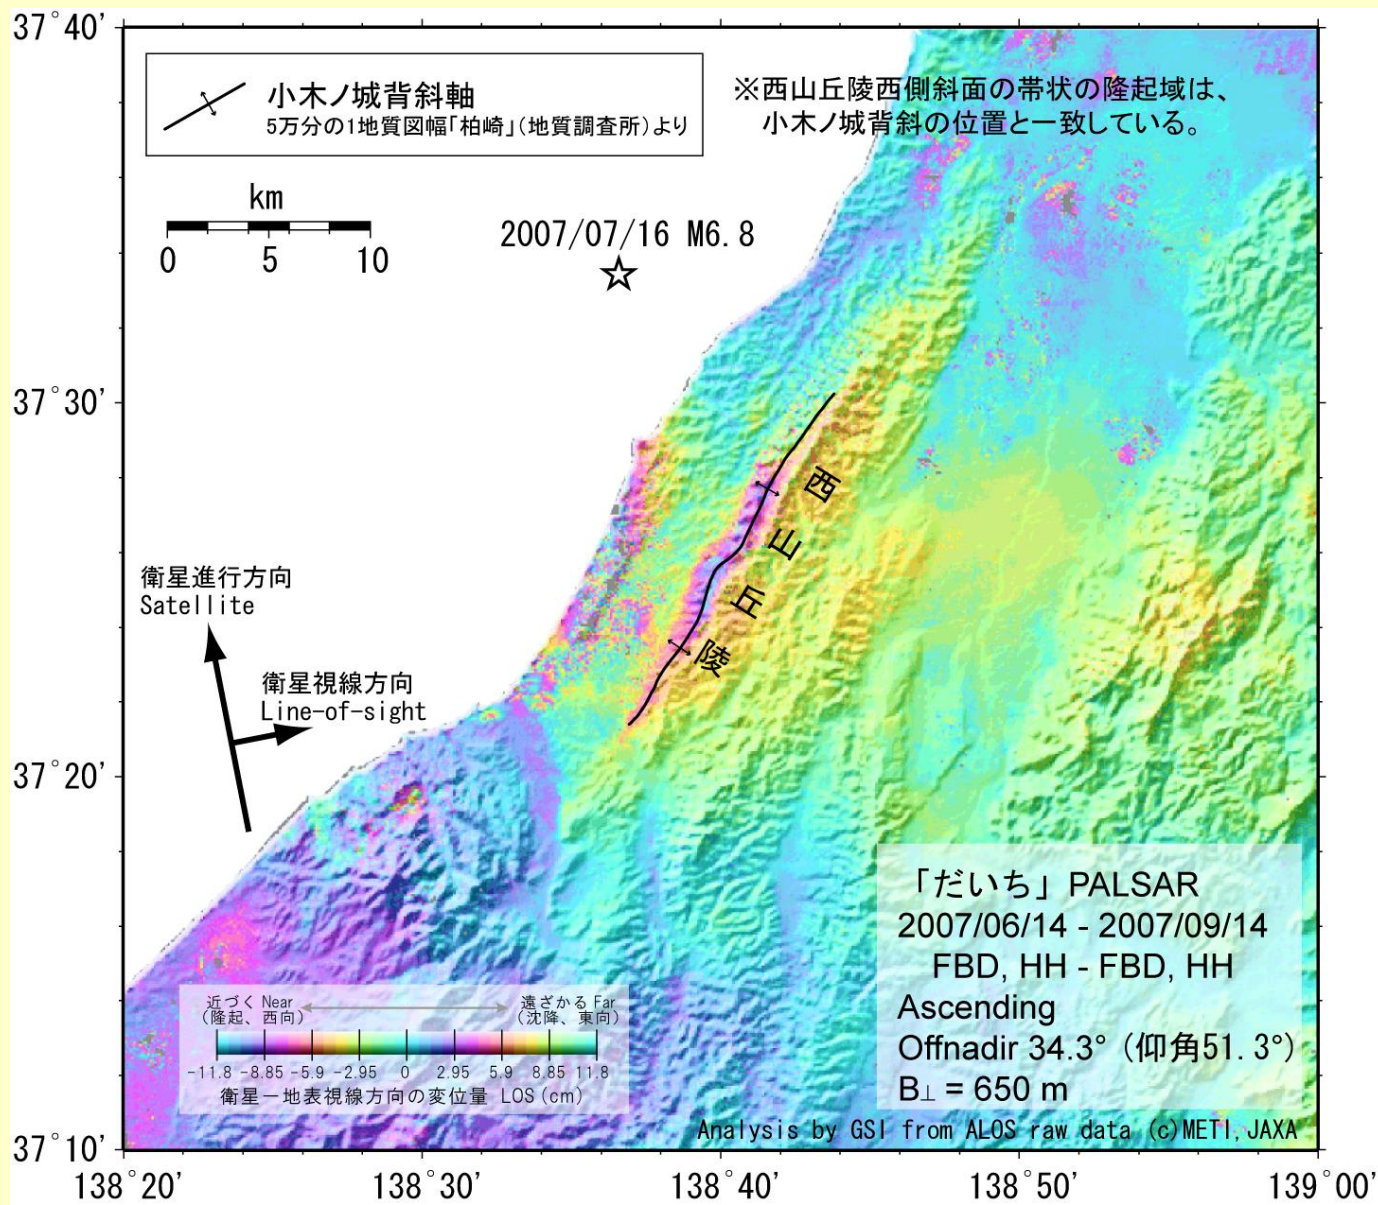 37°40'
小木ノ城背斜軸
5万分の1地質図幅「柏崎」(地質調査所)より
※西山丘陵西側斜面の帯状の隆起域は、
小木ノ城背斜の位置と一致している。
km
0 5 10
2007/07/16 M6.8
37°30'
西山丘陵
衛星進行方向
Satellite
衛星視線方向
Line-of-sight
37°20'
「だいち」PALSAR
2007/06/14 - 2007/09/14
FBD, HH - FBD, HH
Ascending
Offnadir 34.3° (仰角51.3°)
B⊥ = 650 m
近づく Near 遠ざかる Far
(隆起、西向) (沈降、東向)
-11.8 -8.85 -5.9 -2.95 0 2.95 5.9 8.85 11.8
衛星－地表視線方向の変位量 LOS (cm)
Analysis by GSI from ALOS raw data (c)METI, JAXA
37°10'
138°20' 138°30' 138°40' 138°50' 139°00'